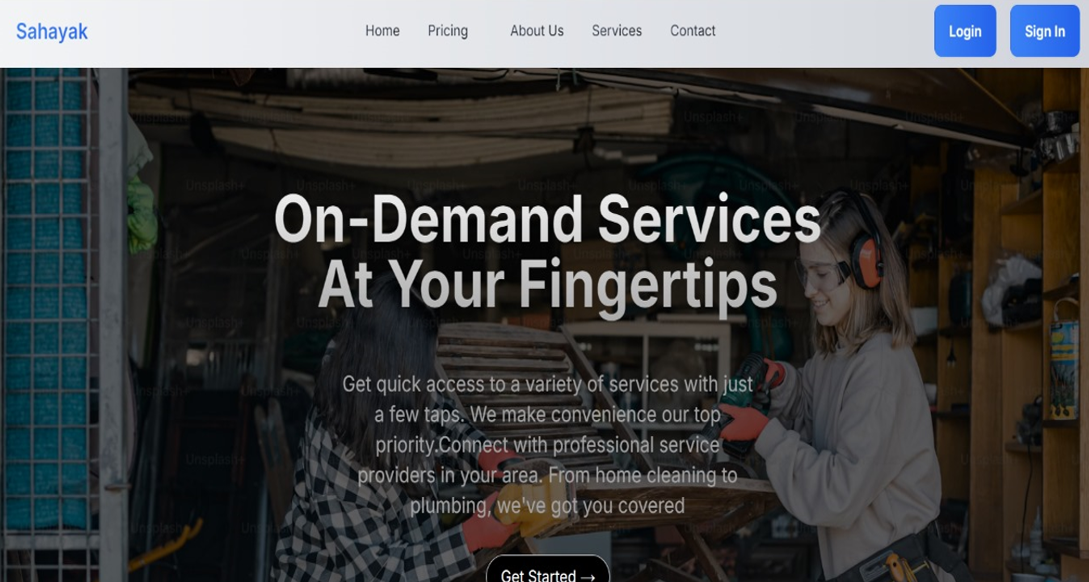 Sahayak
Home Pricing About Us Services Contact
Login Sign In
On-Demand Services
At Your Fingertips
Get quick access to a variety of services with just
a few taps. We make convenience our top
priority.Connect with professional service
providers in your area. From home cleaning to
plumbing, we've got you covered
Get Started →
Unsplash+